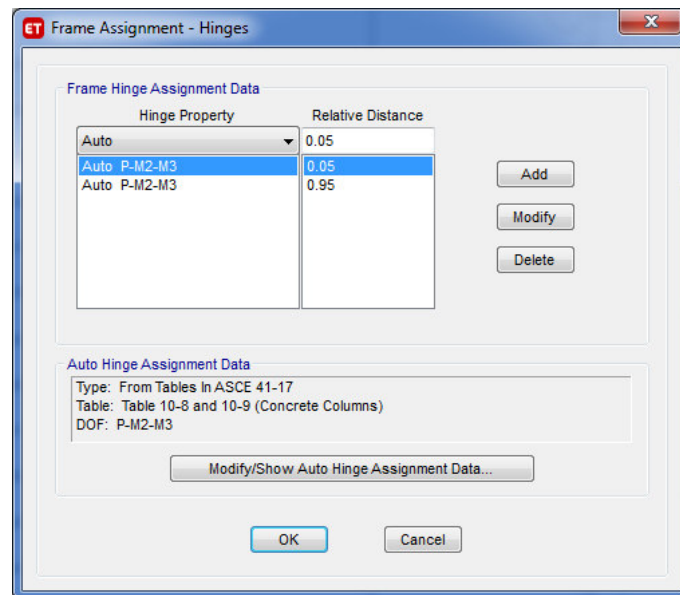 ET Frame Assignment - Hinges
Frame Hinge Assignment Data
Hinge Property Relative Distance
Auto 0.05
Auto P-M2-M3 0.05
Auto P-M2-M3 0.95
Add
Modify
Delete
Auto Hinge Assignment Data
Type: From Tables In ASCE 41-17
Table: Table 10-8 and 10-9 (Concrete Columns)
DOF: P-M2-M3
Modify/Show Auto Hinge Assignment Data...
OK Cancel